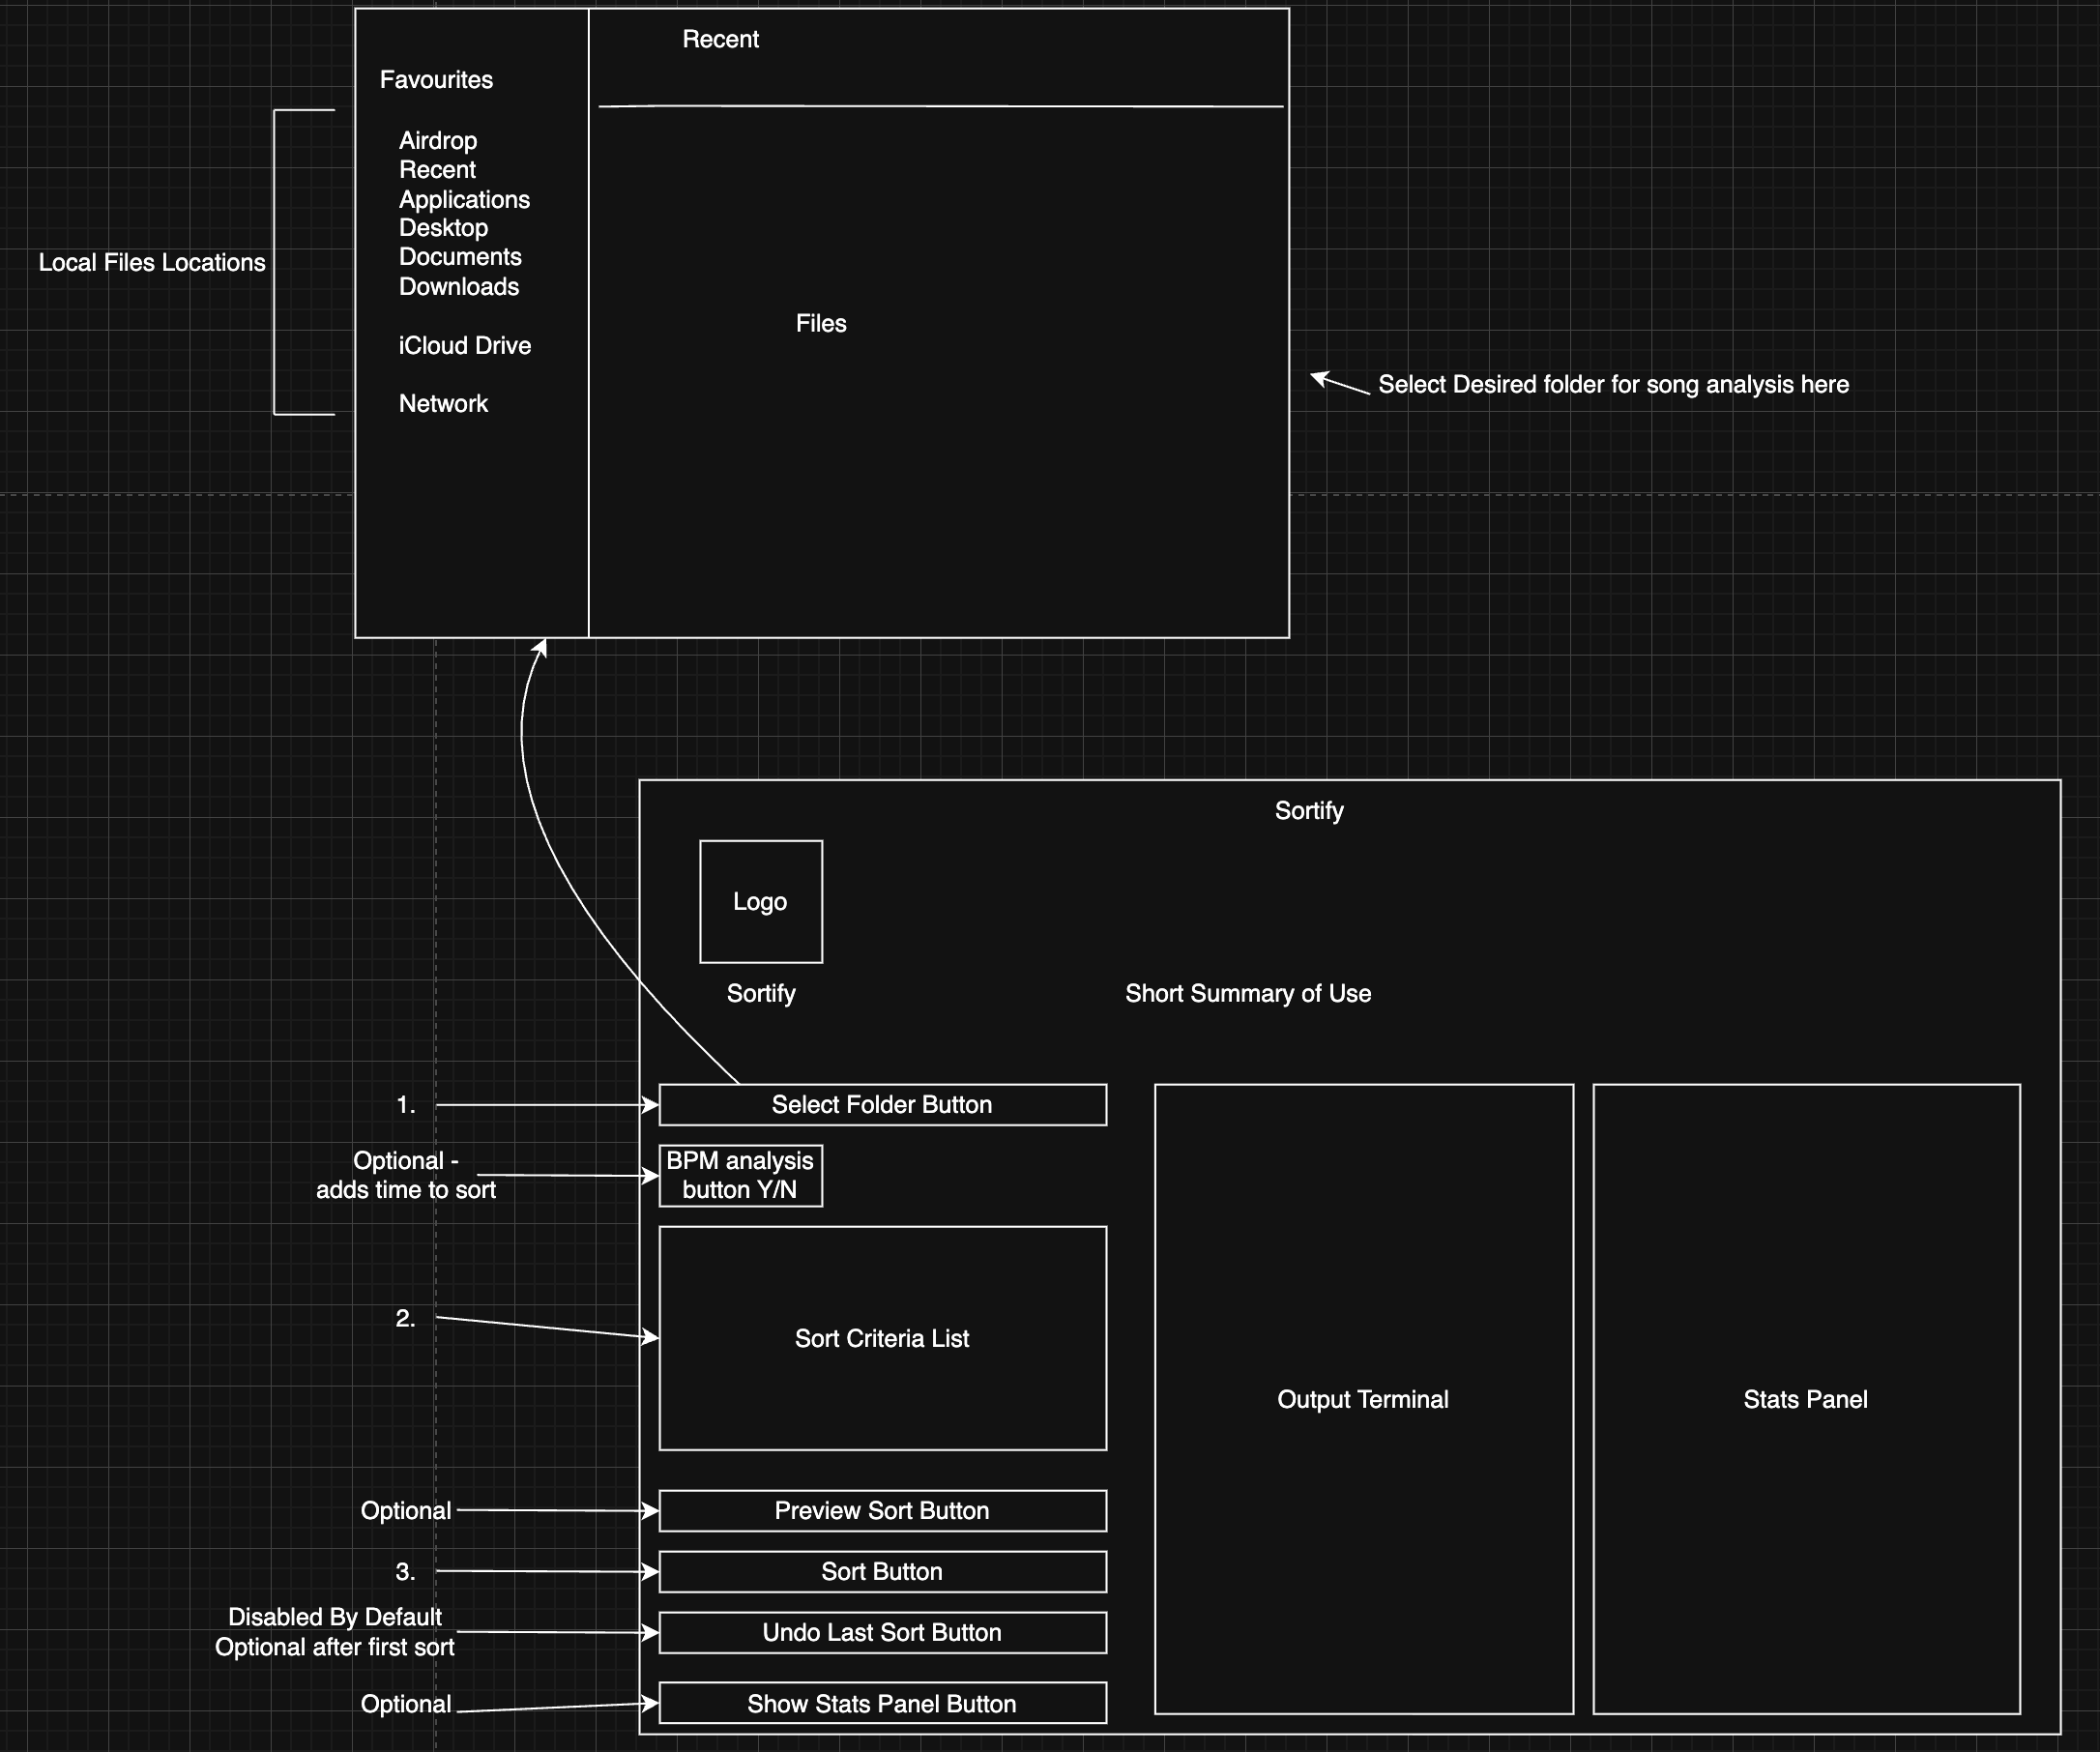 Recent
Favourites
Airdrop
Recent
Applications
Desktop
Documents
Downloads
iCloud Drive
Network
Local Files Locations
Files
Select Desired folder for song analysis here
Sortify
Logo
Sortify
Short Summary of Use
1.
Select Folder Button
Optional -
adds time to sort
BPM analysis
button Y/N
2.
Sort Criteria List
Output Terminal
Stats Panel
Optional
Preview Sort Button
3.
Sort Button
Disabled By Default
Optional after first sort
Undo Last Sort Button
Optional
Show Stats Panel Button